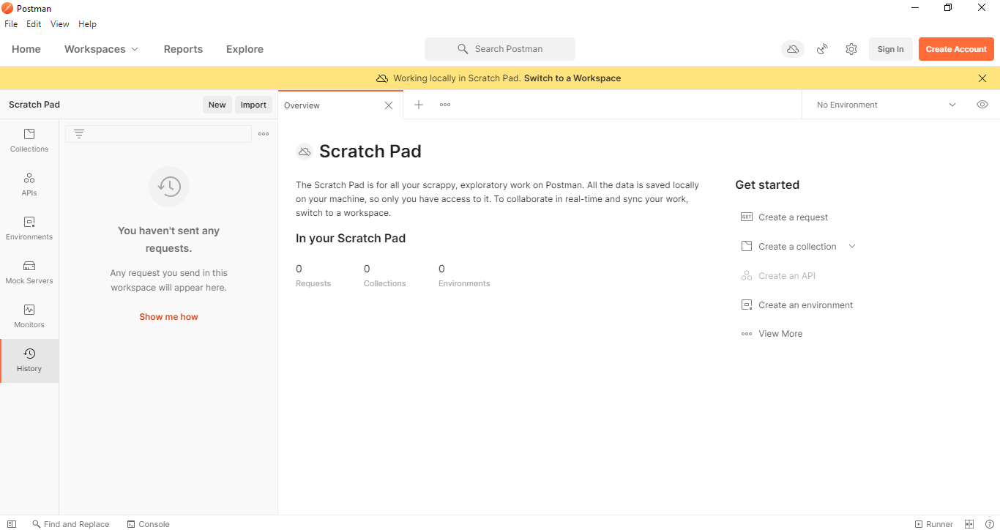 Postman
File Edit View Help
Home Workspaces Reports Explore
Search Postman
Sign In
Create Account
Working locally in Scratch Pad. Switch to a Workspace
Scratch Pad
New
Import
Overview
No Environment
Collections
APIs
Environments
Mock Servers
Monitors
History
You haven't sent any
requests.
Any request you send in this
workspace will appear here.
Show me how
Scratch Pad
The Scratch Pad is for all your scrappy, exploratory work on Postman. All the data is saved locally
on your machine, so only you have access to it. To collaborate in real-time and sync your work,
switch to a workspace.
In your Scratch Pad
0 0 0
Requests Collections Environments
Get started
GET Create a request
Create a collection
Create an API
Create an environment
View More
Find and Replace Console
Runner